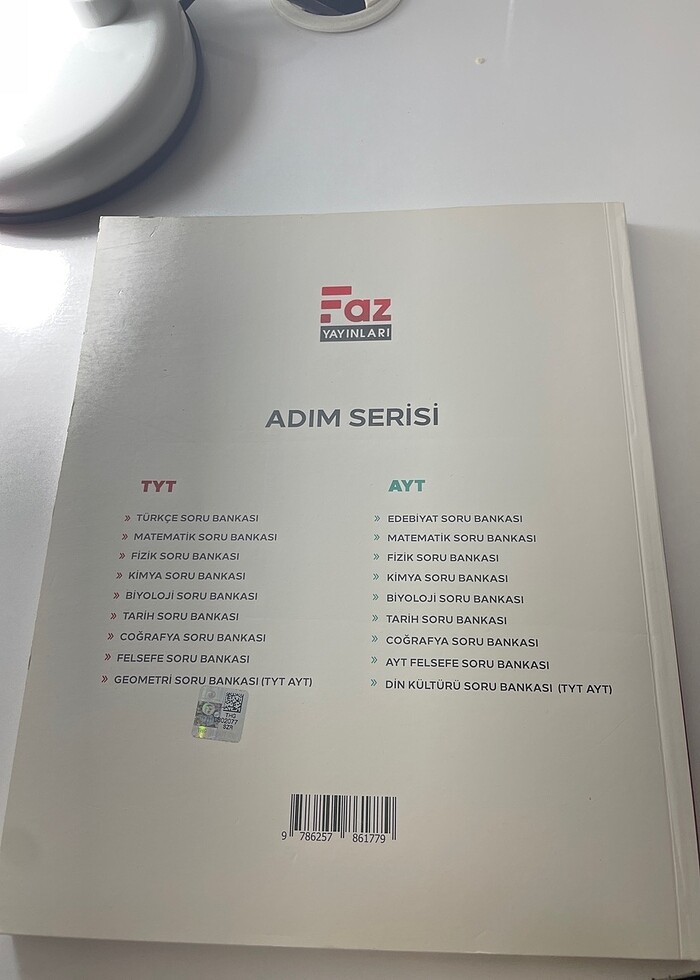 Faz
YAYINLARI
ADIM SERİSİ
TYT
» TÜRKÇE SORU BANKASI
» MATEMATİK SORU BANKASI
» FİZİK SORU BANKASI
» KİMYA SORU BANKASI
» BİYOLOJİ SORU BANKASI
» TARİH SORU BANKASI
» COĞRAFYA SORU BANKASI
» FELSEFE SORU BANKASI
» GEOMETRİ SORU BANKASI (TYT AYT)
AYT
» EDEBİYAT SORU BANKASI
» MATEMATİK SORU BANKASI
» FİZİK SORU BANKASI
» KİMYA SORU BANKASI
» BİYOLOJİ SORU BANKASI
» TARİH SORU BANKASI
» COĞRAFYA SORU BANKASI
» AYT FELSEFE SORU BANKASI
» DİN KÜLTÜRÜ SORU BANKASI (TYT AYT)
9 786257 861779